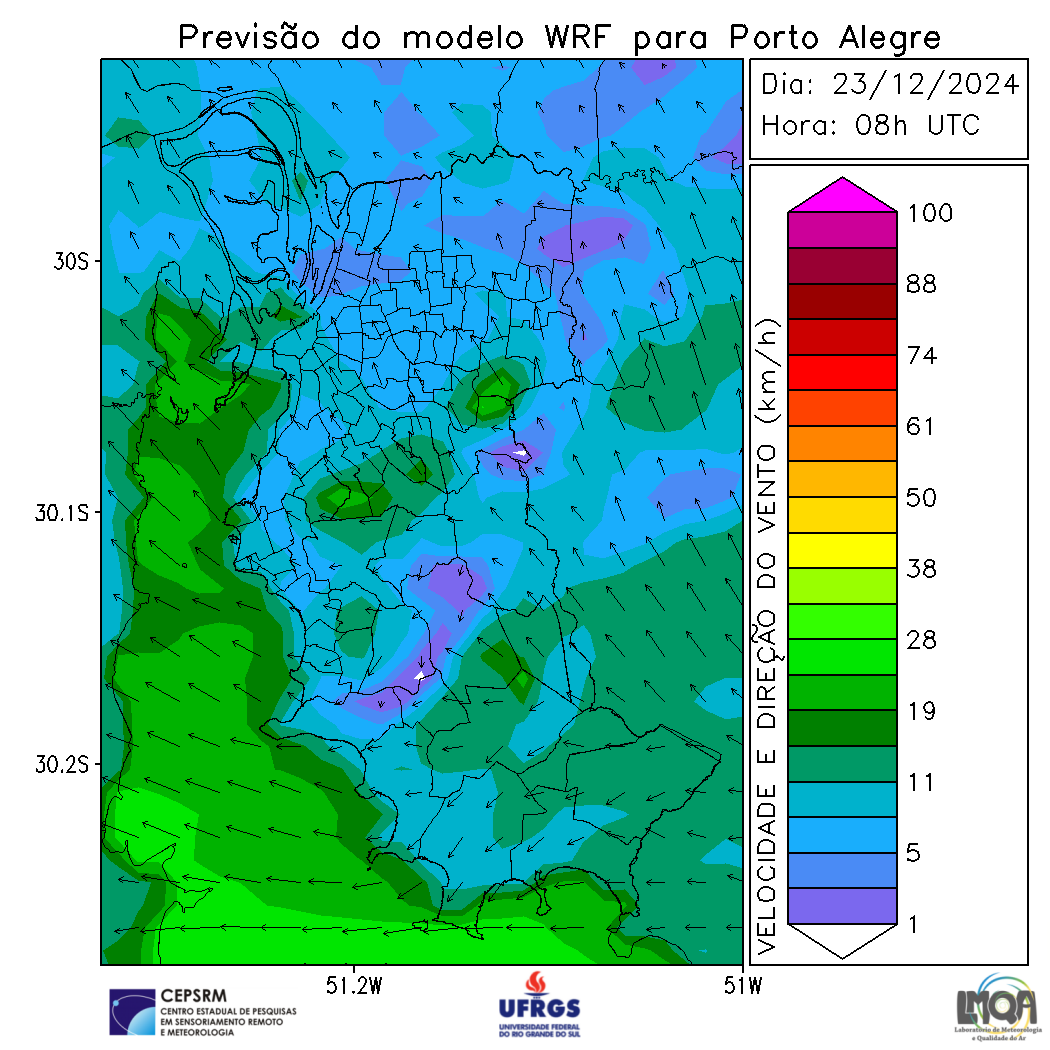 Previsão do modelo WRF para Porto Alegre
Dia: 23/12/2024
Hora: 08h UTC
30S
30.1S
30.2S
51.2W
51W
VELOCIDADE E DIREÇÃO DO VENTO (km/h)
100
88
74
61
50
38
28
19
11
5
1
CEPSRM
CENTRO ESTADUAL DE PESQUISAS
EM SENSORIAMENTO REMOTO
E METEOROLOGIA
UFRGS
UNIVERSIDADE FEDERAL
DO RIO GRANDE DO SUL
LMQA
Laboratório de Meteorologia
e Qualidade do Ar